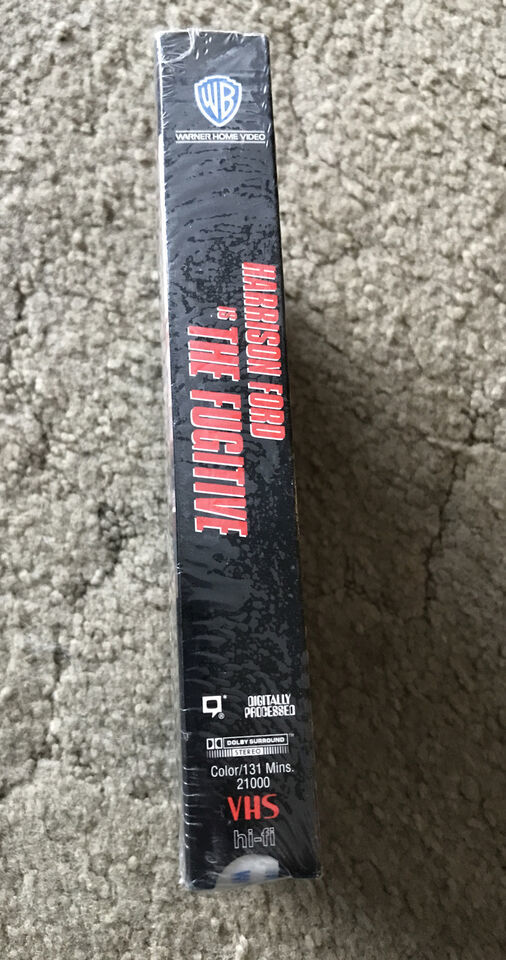 WB
WARNER HOME VIDEO
HARRISON FORD
IS
THE FUGITIVE
DIGITALLY
PROCESSED
DOLBY SURROUND
STEREO
Color/131 Mins.
21000
VHS
hi-fi